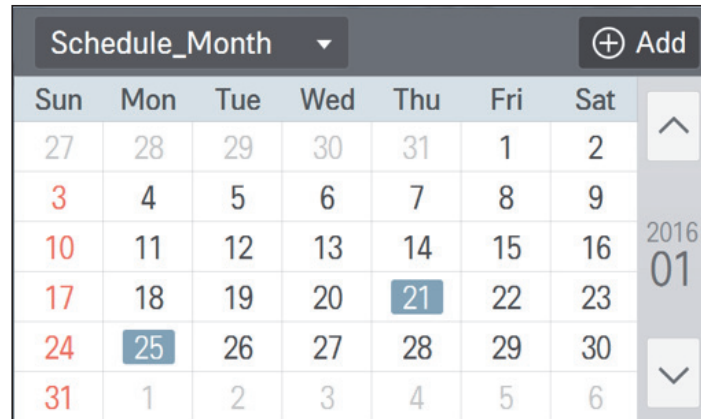 Schedule_Month Add
Sun Mon Tue Wed Thu Fri Sat
27 28 29 30 31 1 2
3 4 5 6 7 8 9
10 11 12 13 14 15 16
2016
01
17 18 19 20 21 22 23
24 25 26 27 28 29 30
31 1 2 3 4 5 6